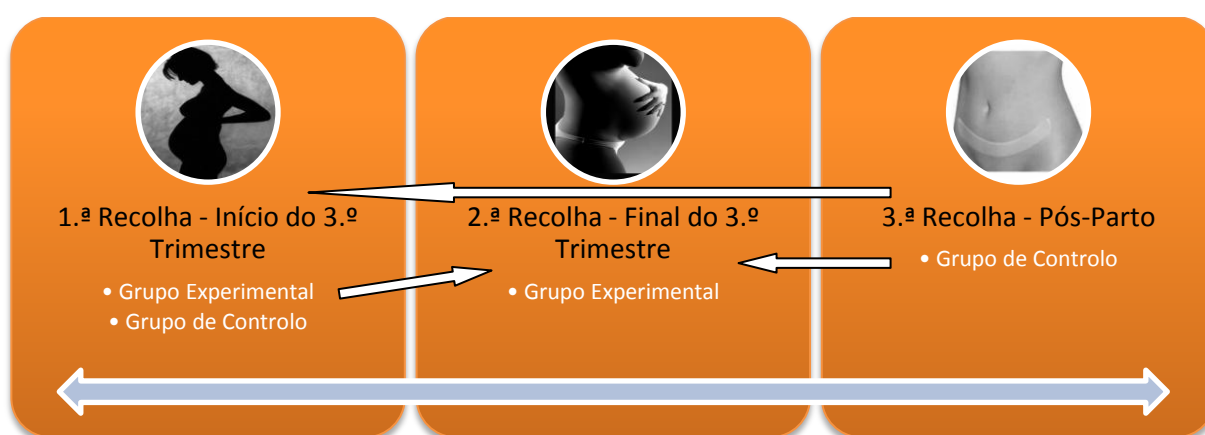 1.ª Recolha - Início do 3.º
Trimestre
• Grupo Experimental
• Grupo de Controlo
2.ª Recolha - Final do 3.º
Trimestre
• Grupo Experimental
3.ª Recolha - Pós-Parto
• Grupo de Controlo